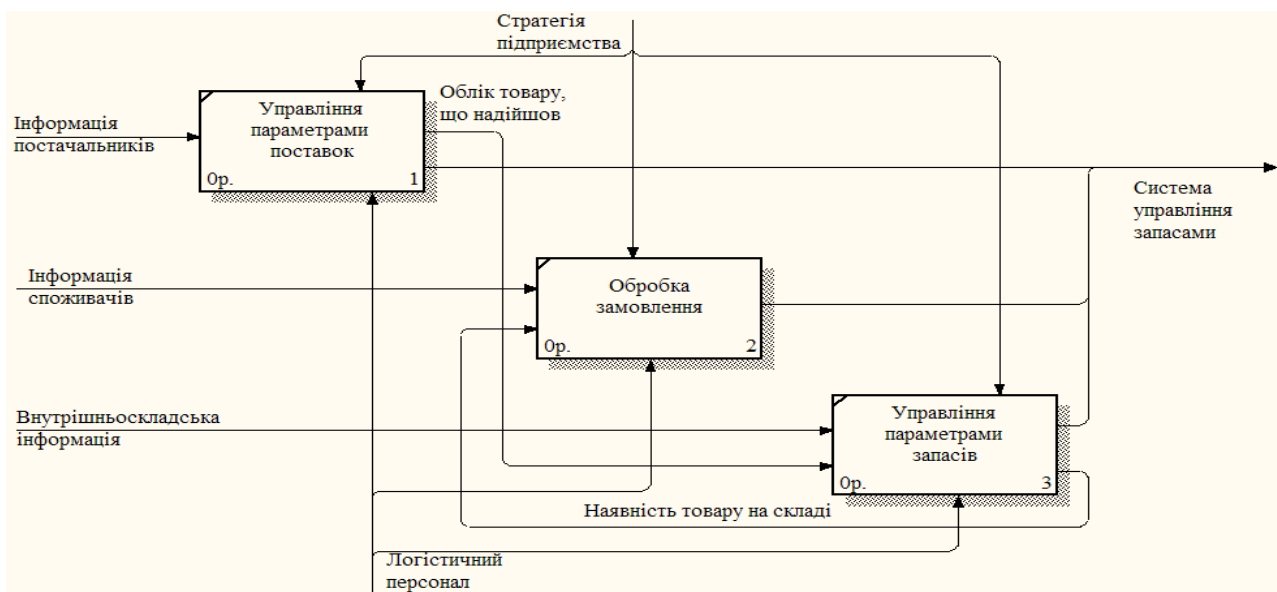 Стратегія
підприємства
Облік товару,
що надійшов
Управління
параметрами
поставок
0р.
1
Інформація
постачальників
Система
управління
запасами
Інформація
споживачів
Обробка
замовлення
0р.
2
Внутрішньоскладська
інформація
Управління
параметрами
запасів
0р.
3
Наявність товару на складі
Логістичний
персонал